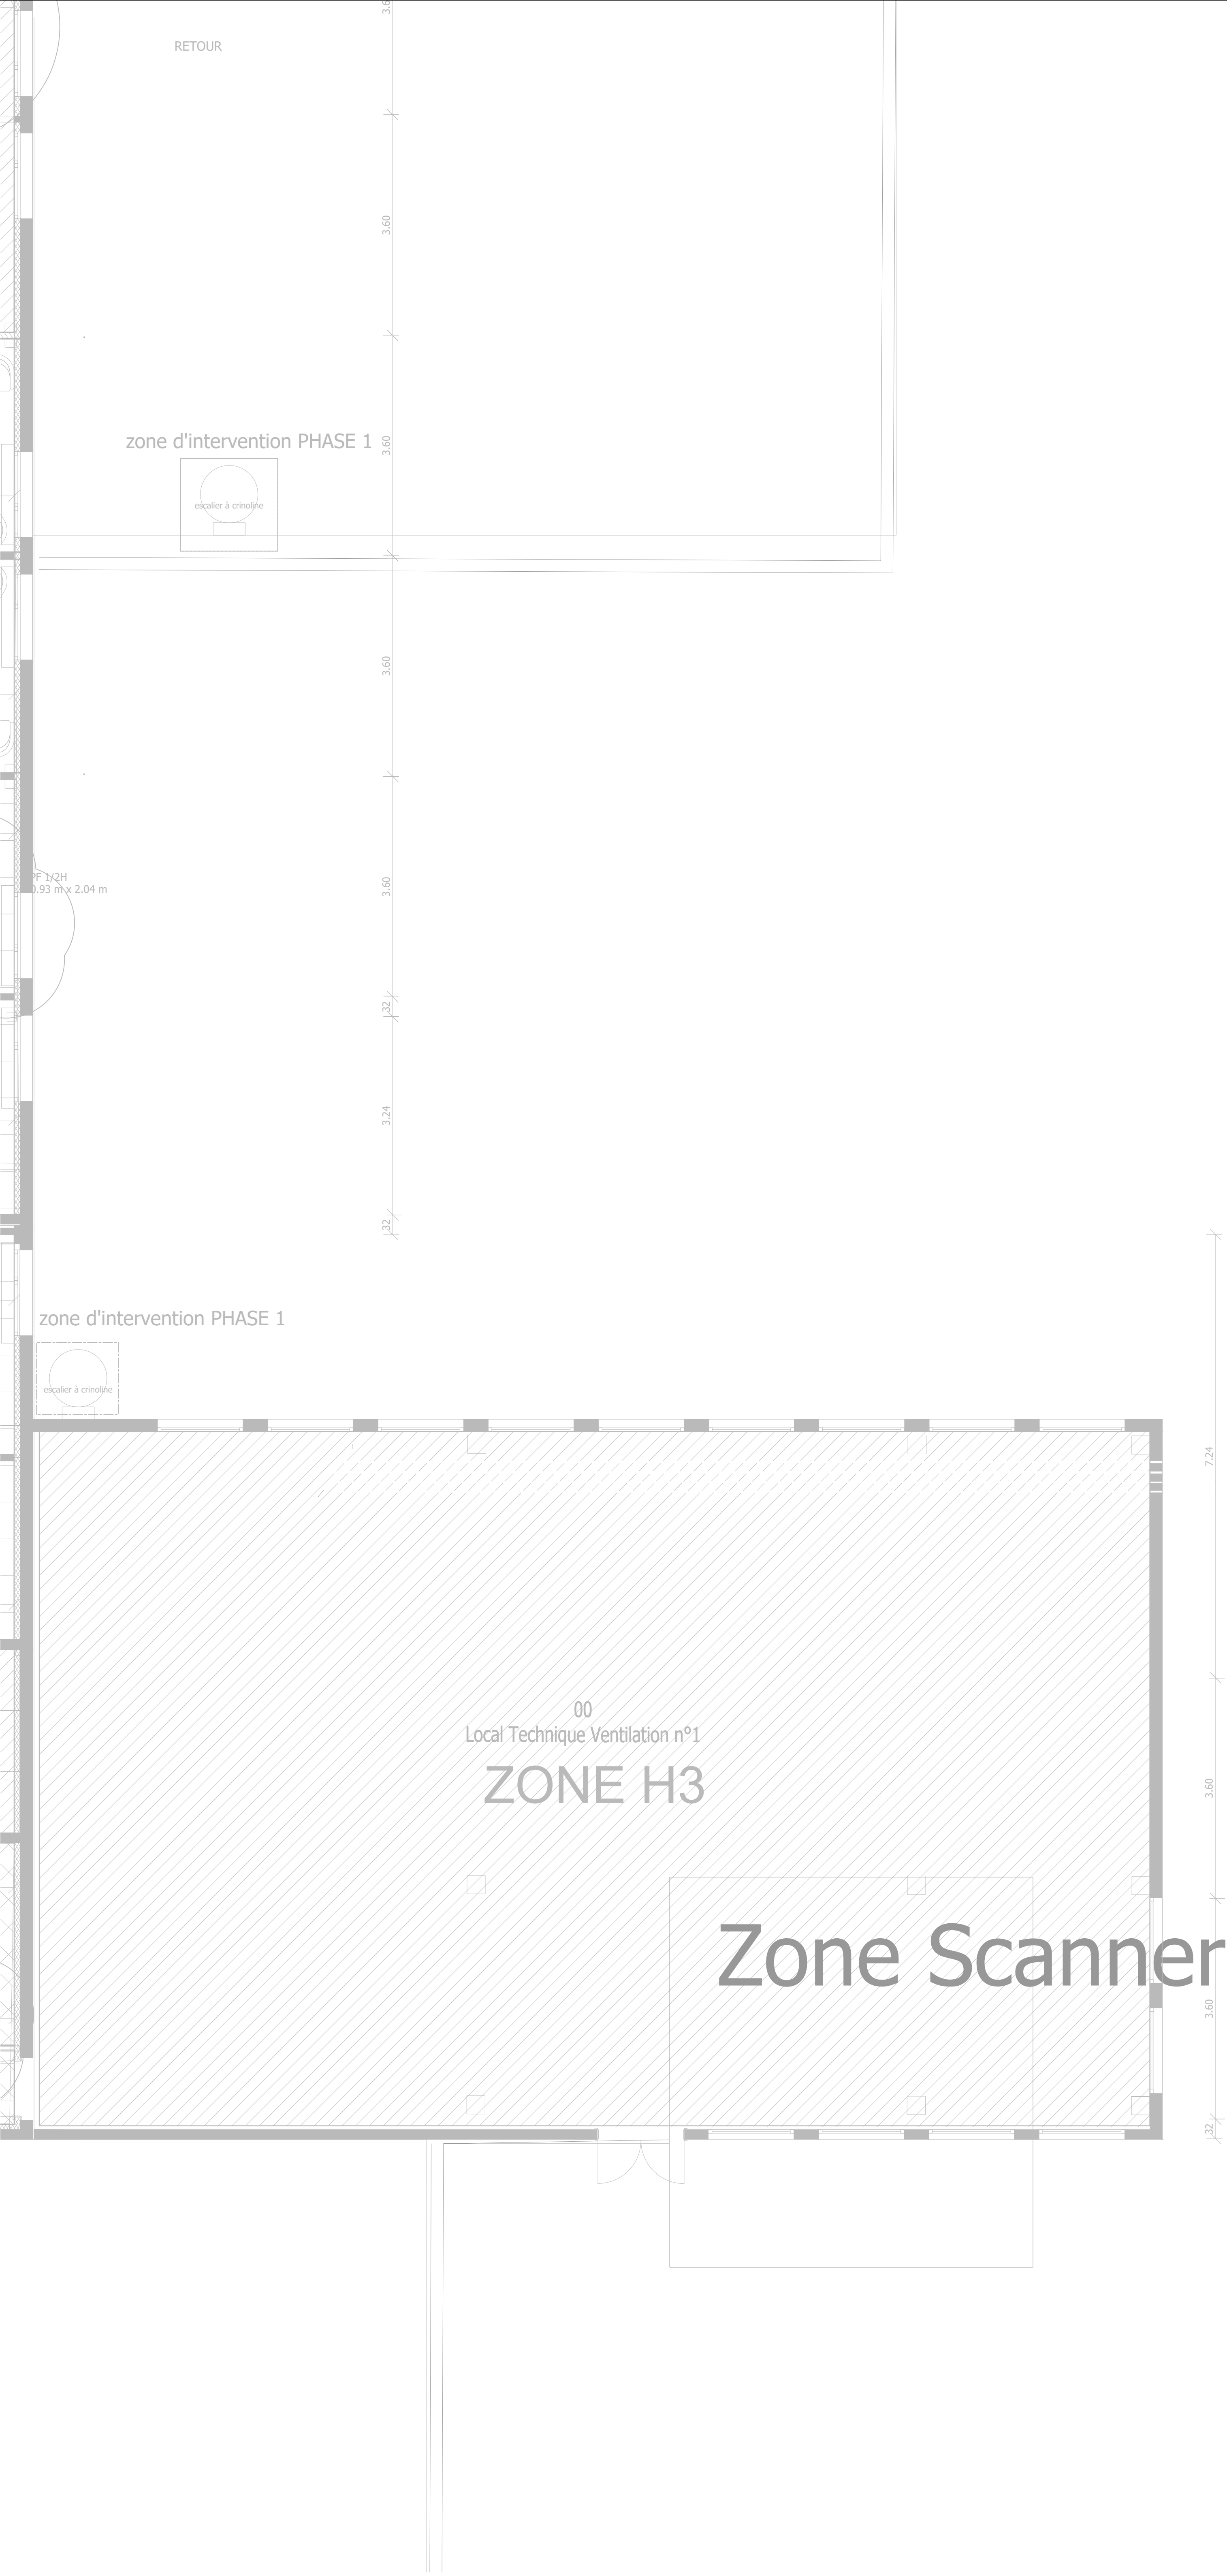 3.6
RETOUR
3.60
zone d'intervention PHASE 1
3.60
escalier à crinoline
3.60
PF 1/2H
0.93 m x 2.04 m
3.60
32
3.24
32
zone d'intervention PHASE 1
escalier à crinoline
7.24
00
Local Technique Ventilation n°1
ZONE H3
3.60
Zone Scanner
3.60
32